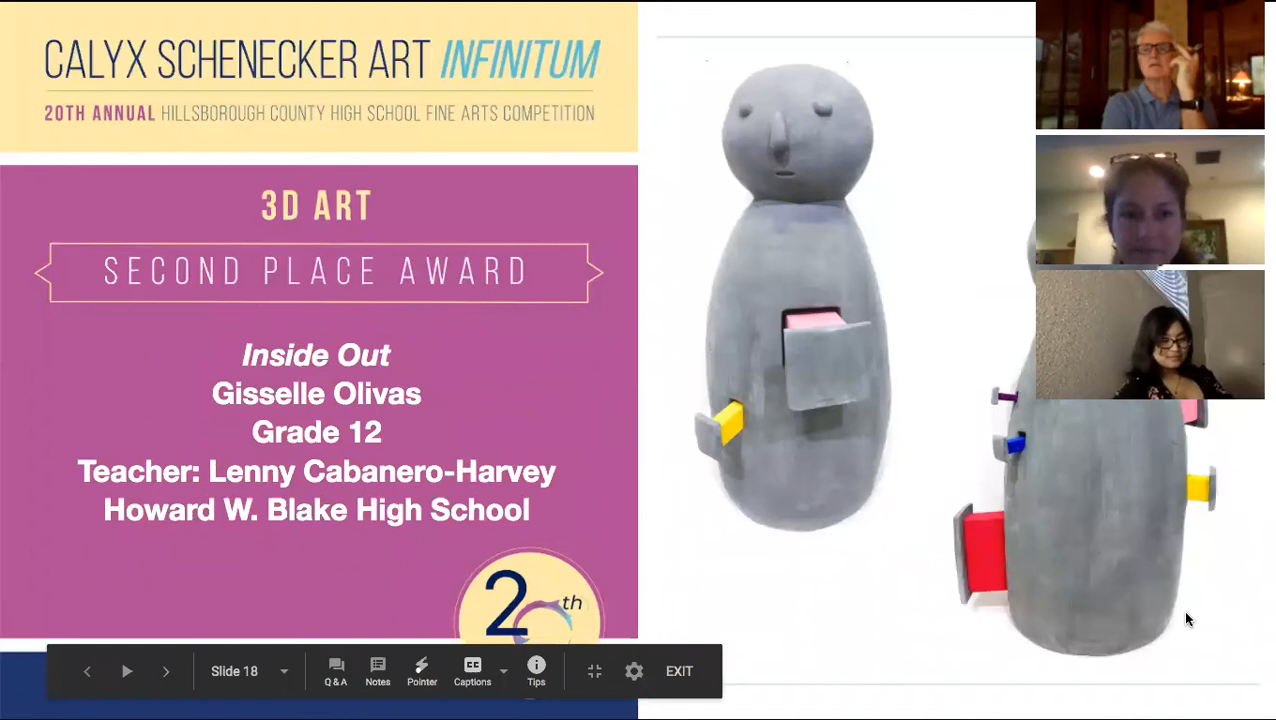 CALYX SCHENECKER ART INFINITUM
20TH ANNUAL HILLSBOROUGH COUNTY HIGH SCHOOL FINE ARTS COMPETITION
3D ART
SECOND PLACE AWARD
Inside Out
Gisselle Olivas
Grade 12
Teacher: Lenny Cabanero-Harvey
Howard W. Blake High School
20th
Slide 18
Q & A
Notes
Pointer
CC
Captions
Tips
EXIT